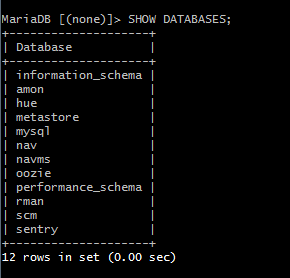 MariaDB [(none)]> SHOW DATABASES;
+--------------------+
| Database           |
+--------------------+
| information_schema |
| amon               |
| hue                |
| metastore          |
| mysql              |
| nav                |
| navms              |
| oozie              |
| performance_schema |
| rman               |
| scm                |
| sentry             |
+--------------------+
12 rows in set (0.00 sec)